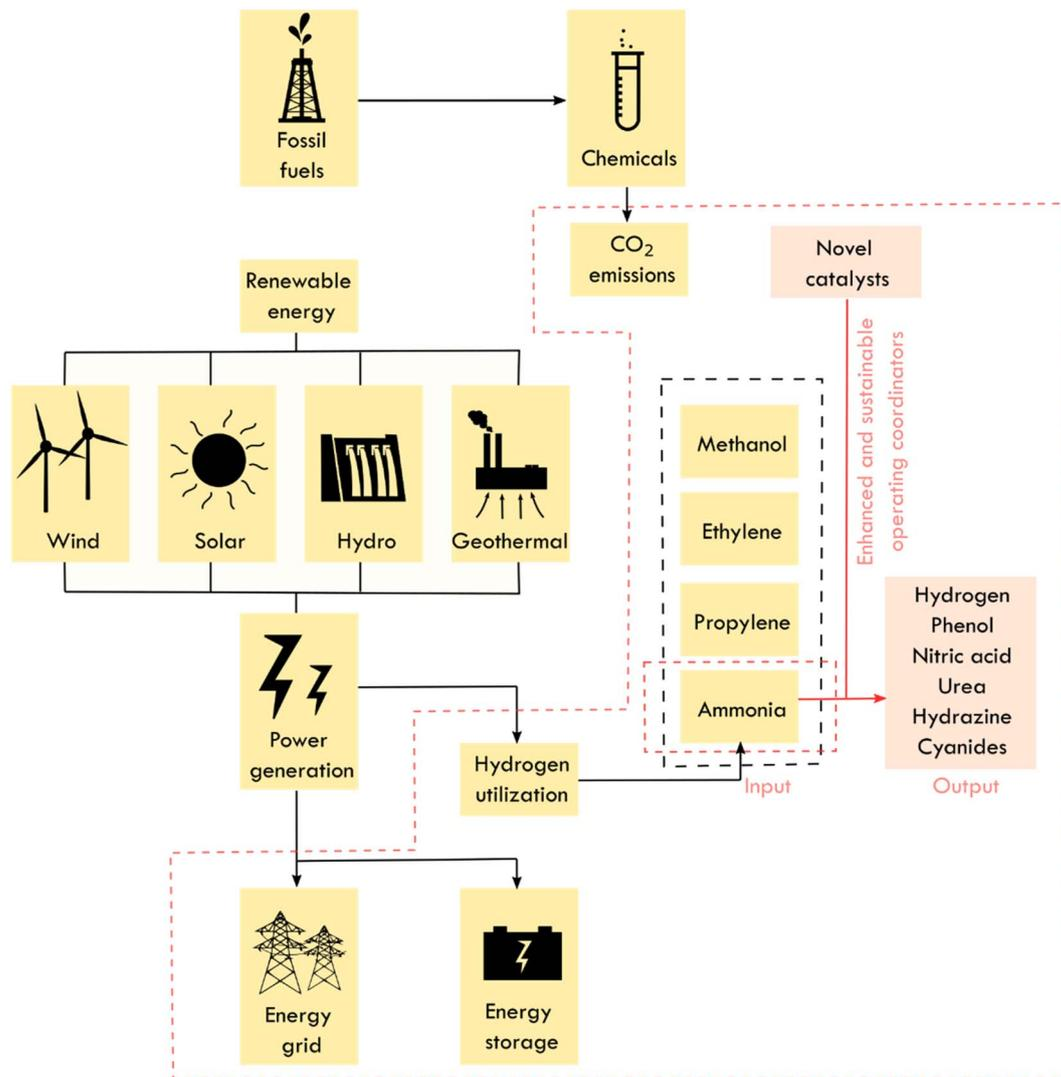 Fossil
fuels
Chemicals
CO₂
emissions
Novel
catalysts
Renewable
energy
Enhanced and sustainable
operating coordinators
Wind
Solar
Hydro
Geothermal
Methanol
Ethylene
Propylene
Ammonia
Hydrogen
Phenol
Nitric acid
Urea
Hydrazine
Cyanides
Input
Output
Power
generation
Hydrogen
utilization
Energy
grid
Energy
storage